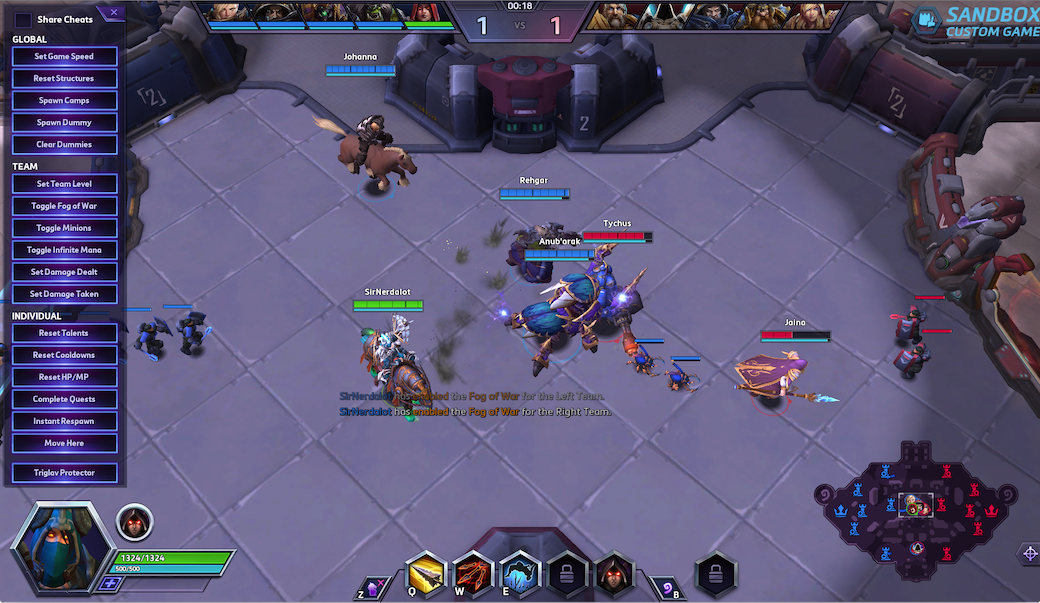 Share Cheats
GLOBAL
Set Game Speed
Reset Structures
Spawn Camps
Spawn Dummy
Clear Dummies
TEAM
Set Team Level
Toggle Fog of War
Toggle Minions
Toggle Infinite Mana
Set Damage Dealt
Set Damage Taken
INDIVIDUAL
Reset Talents
Reset Cooldowns
Reset HP/MP
Complete Quests
Instant Respawn
Move Here
Triglav Protector
00:18
1 VS 1
SANDBOX
CUSTOM GAME
[2]
2
[2]
Johanna
Rehgar
Tychus
Anub'arak
SirNerdalot
Jaina
SirNerdalot has enabled the Fog of War for the Left Team.
SirNerdalot has enabled the Fog of War for the Right Team.
1324/1324
500/500
Z
Q
W
E
B